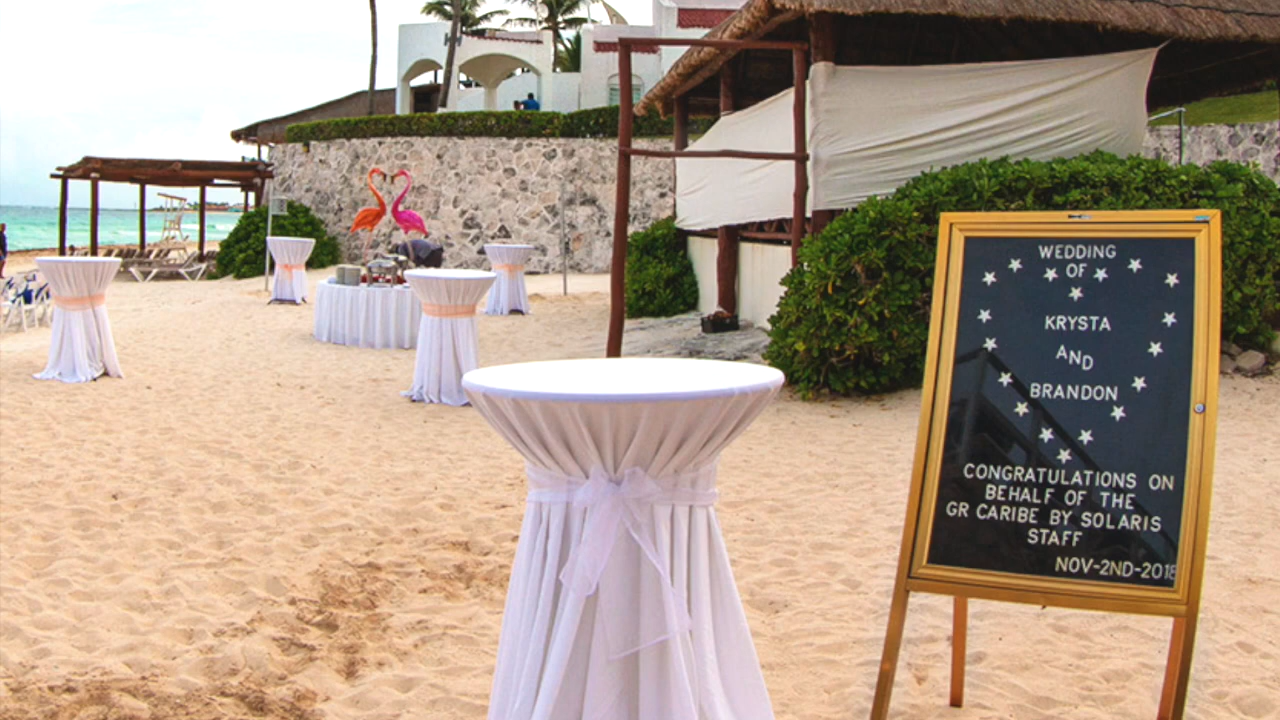 WEDDING
OF
KRYSTA
AND
BRANDON
CONGRATULATIONS ON
BEHALF OF THE
GR CARIBE BY SOLARIS
STAFF
NOV-2ND-2018